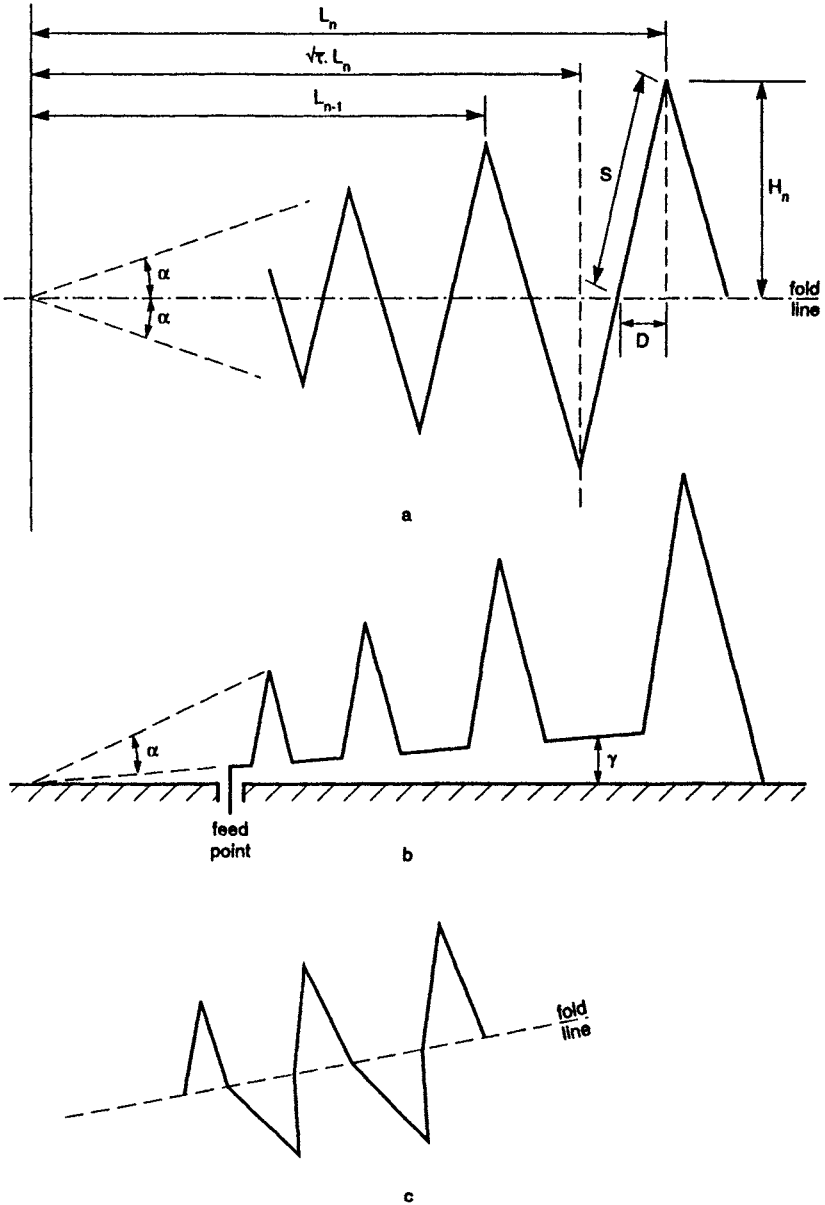 Lₙ
√τ. Lₙ
Lₙ₋₁
S
Hₙ
α
α
fold
line
D
a
α
γ
feed
point
b
fold
line
c